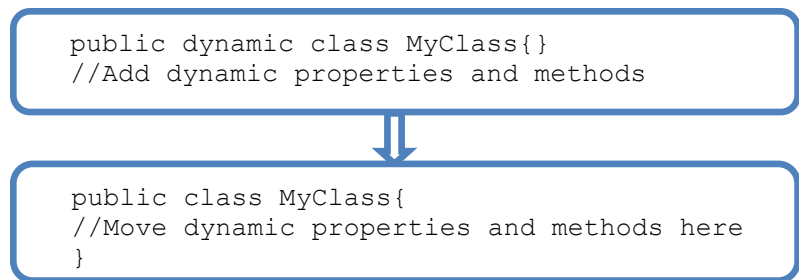 public dynamic class MyClass{}
//Add dynamic properties and methods
public class MyClass{
//Move dynamic properties and methods here
}